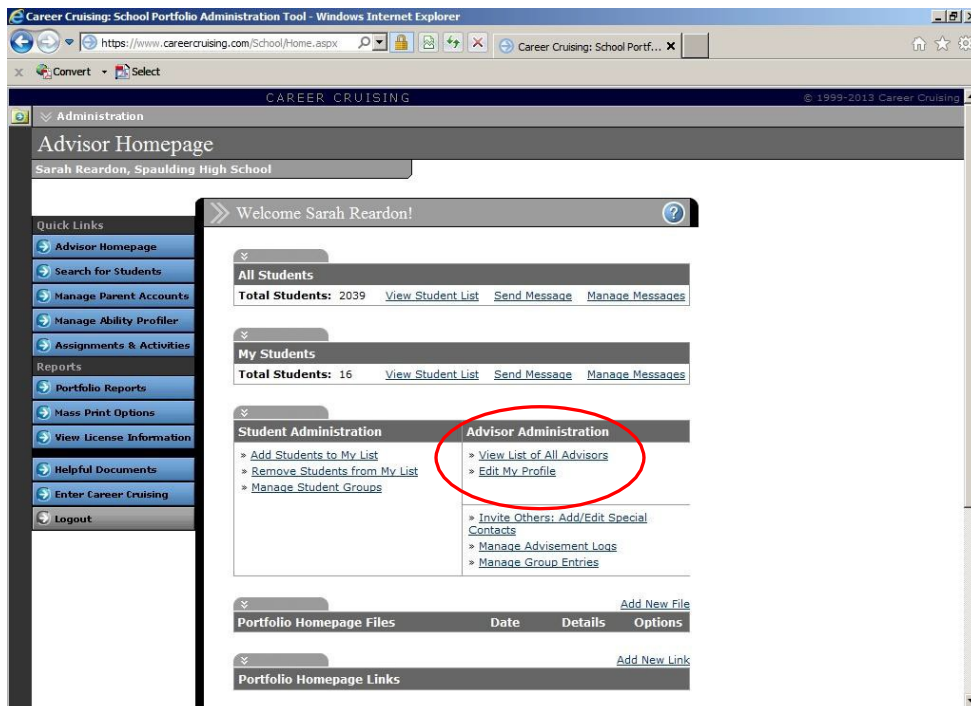 Career Cruising: School Portfolio Administration Tool - Windows Internet Explorer
https://www.careercruising.com/School/Home.aspx
Career Cruising: School Portf...
Convert Select
CAREER CRUISING © 1999-2013 Career Cruising
Administration
Advisor Homepage
Sarah Reardon, Spaulding High School
Quick Links
Advisor Homepage
Search for Students
Manage Parent Accounts
Manage Ability Profiler
Assignments & Activities
Reports
Portfolio Reports
Mass Print Options
View License Information
Helpful Documents
Enter Career Cruising
Logout
Welcome Sarah Reardon! ?
All Students
Total Students: 2039 View Student List Send Message Manage Messages
My Students
Total Students: 16 View Student List Send Message Manage Messages
Student Administration
» Add Students to My List
» Remove Students from My List
» Manage Student Groups
Advisor Administration
» View List of All Advisors
» Edit My Profile
» Invite Others: Add/Edit Special
Contacts
» Manage Advisement Logs
» Manage Group Entries
Add New File
Portfolio Homepage Files Date Details Options
Add New Link
Portfolio Homepage Links